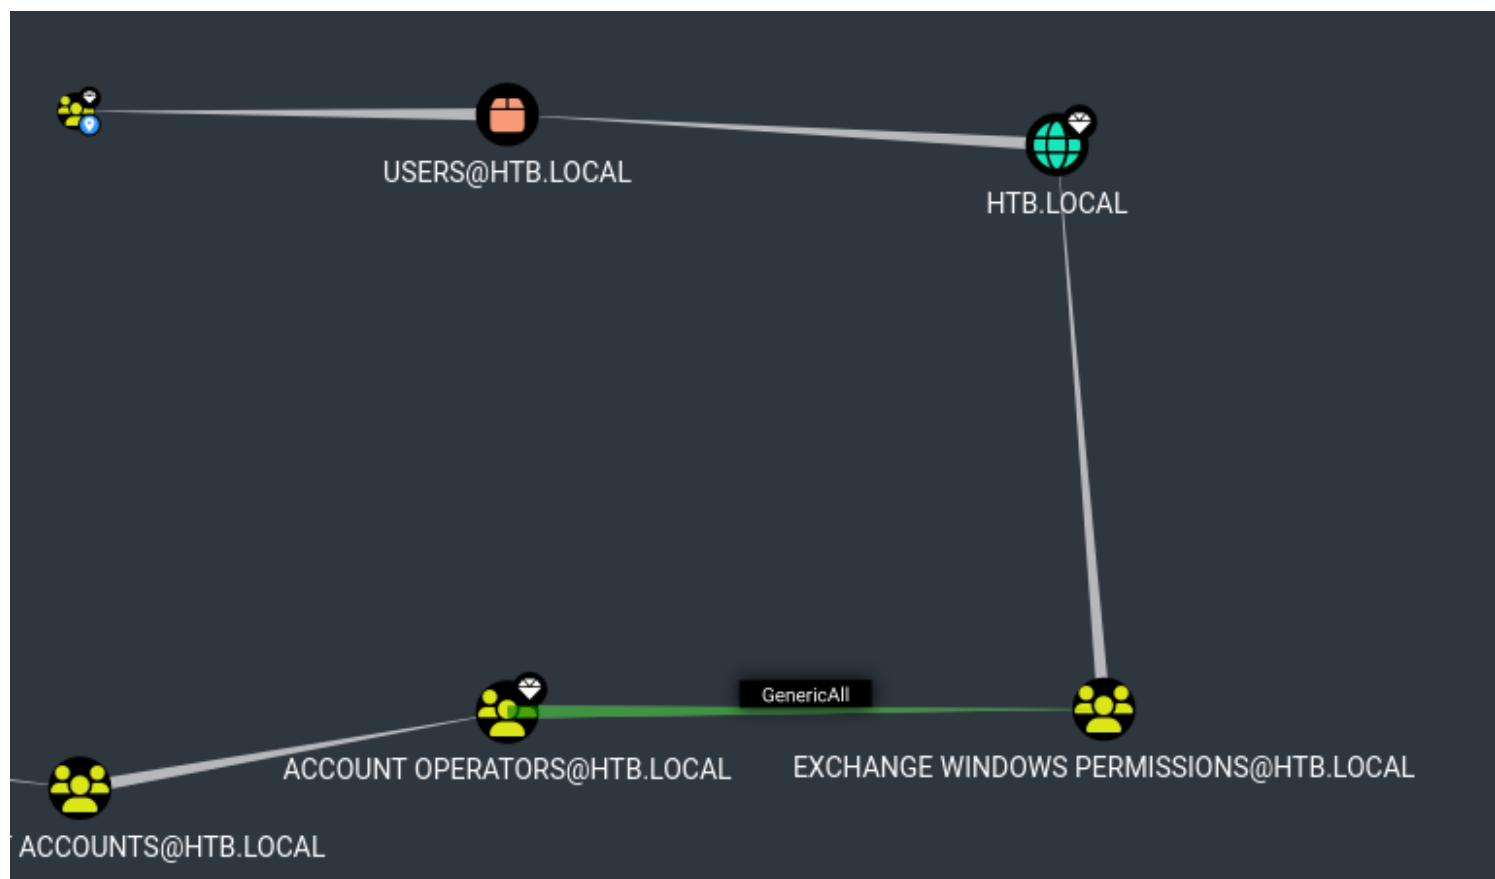 USERS@HTB.LOCAL
HTB.LOCAL
GenericAll
ACCOUNT OPERATORS@HTB.LOCAL
EXCHANGE WINDOWS PERMISSIONS@HTB.LOCAL
ACCOUNTS@HTB.LOCAL